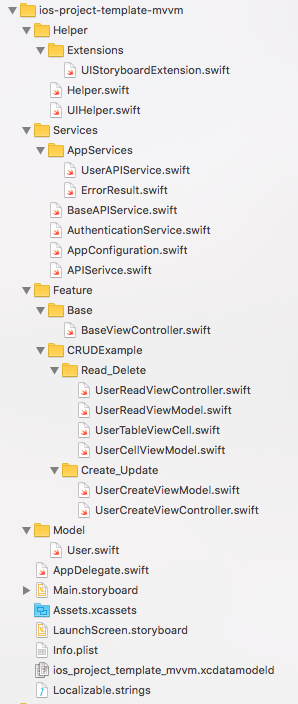 ios-project-template-mvvm
Helper
Extensions
UIStoryboardExtension.swift
Helper.swift
UIHelper.swift
Services
AppServices
UserAPIService.swift
ErrorResult.swift
BaseAPIService.swift
AuthenticationService.swift
AppConfiguration.swift
APISerivce.swift
Feature
Base
BaseViewController.swift
CRUDExample
Read_Delete
UserReadViewController.swift
UserReadViewModel.swift
UserTableViewCell.swift
UserCellViewModel.swift
Create_Update
UserCreateViewModel.swift
UserCreateViewController.swift
Model
User.swift
AppDelegate.swift
Main.storyboard
Assets.xcassets
LaunchScreen.storyboard
Info.plist
ios_project_template_mvvm.xcdatamodeld
Localizable.strings